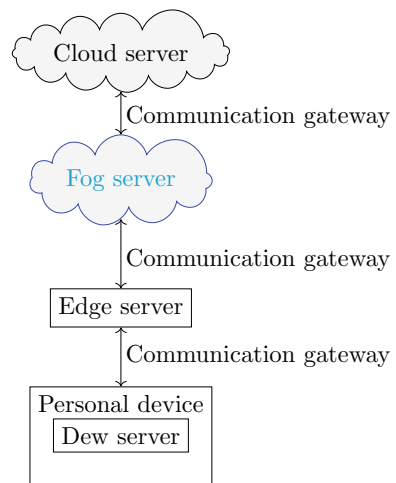 Cloud server
Communication gateway
Fog server
Communication gateway
Edge server
Communication gateway
Personal device
Dew server